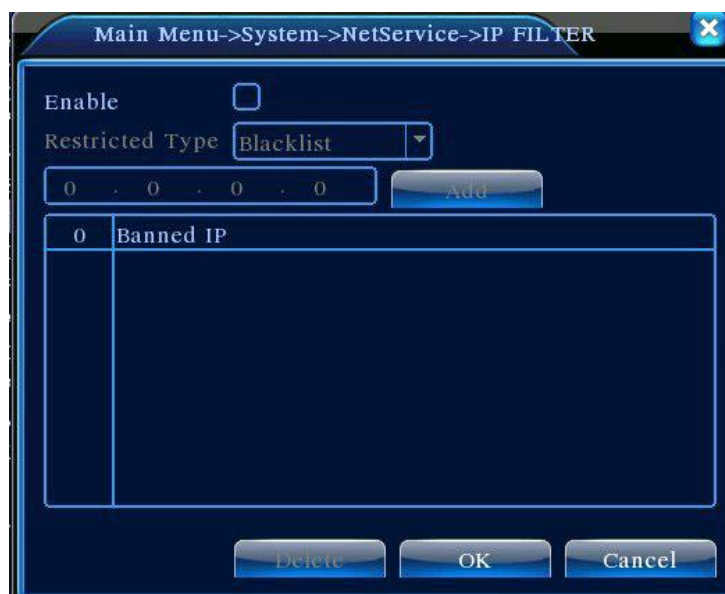 Main Menu->System->NetService->IP FILTER
Enable
Restricted Type Blacklist
0 . 0 . 0 . 0 Add
0 Banned IP
Delete OK Cancel